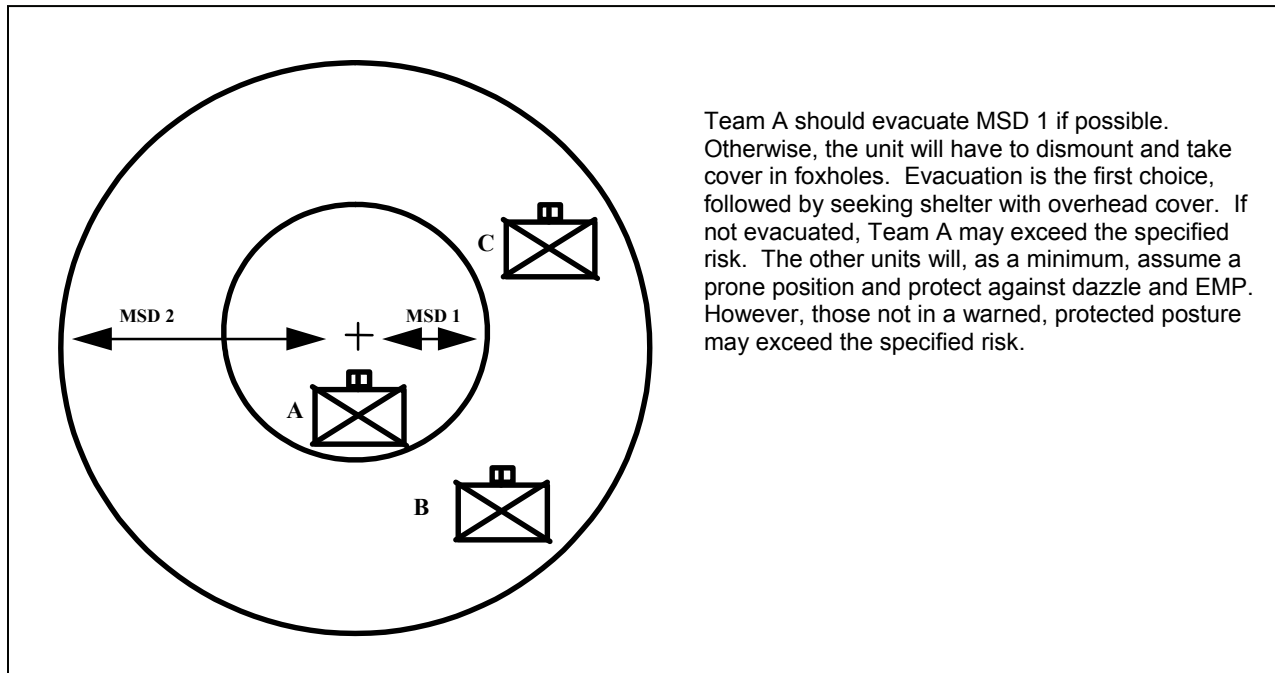 Team A should evacuate MSD 1 if possible.
Otherwise, the unit will have to dismount and take
cover in foxholes. Evacuation is the first choice,
followed by seeking shelter with overhead cover. If
not evacuated, Team A may exceed the specified
risk. The other units will, as a minimum, assume a
prone position and protect against dazzle and EMP.
However, those not in a warned, protected posture
may exceed the specified risk.
C
MSD 2
MSD 1
A
B